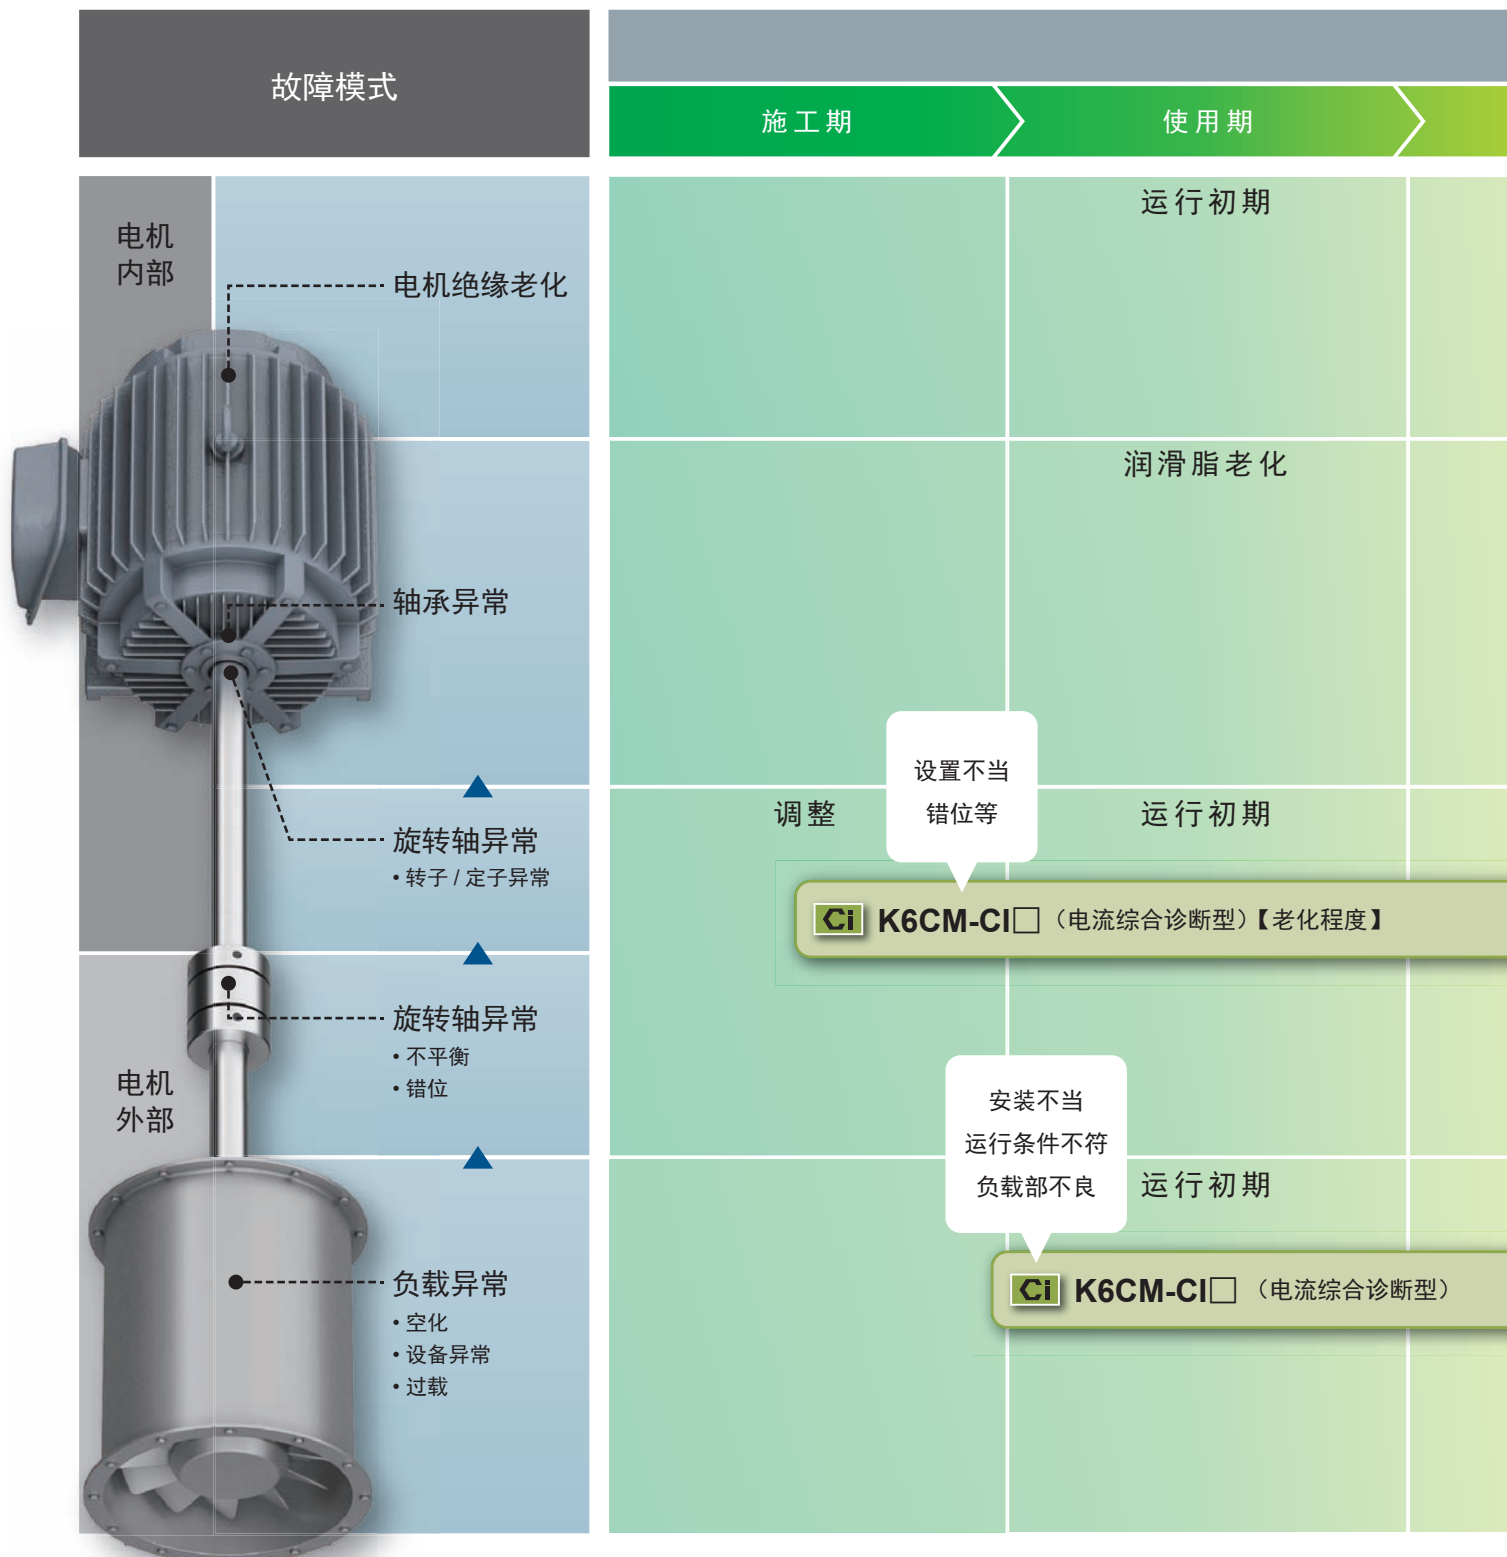 故障模式
施工期
使用期
电机
内部
电机绝缘老化
运行初期
轴承异常
润滑脂老化
旋转轴异常
• 转子 / 定子异常
调整
设置不当
错位等
运行初期
Ci K6CM-CI□（电流综合诊断型）【老化程度】
电机
外部
旋转轴异常
• 不平衡
• 错位
安装不当
运行条件不符
负载部不良
运行初期
负载异常
• 空化
• 设备异常
• 过载
Ci K6CM-CI□（电流综合诊断型）